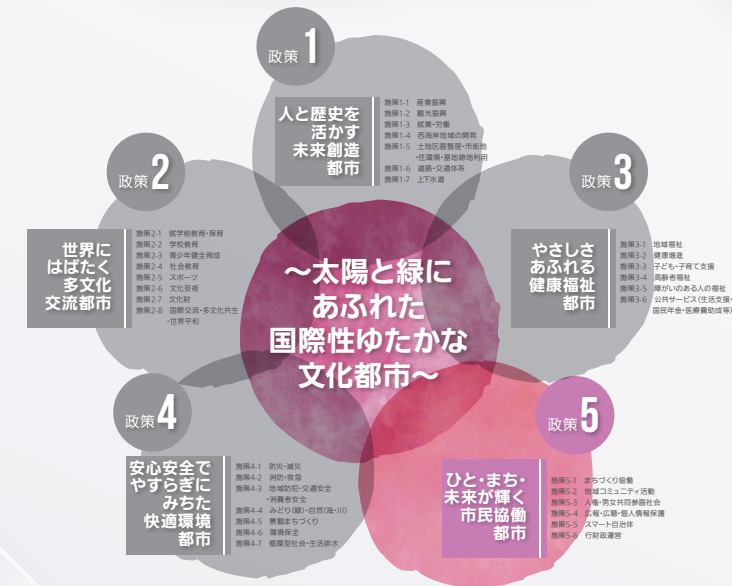 政策1
人と歴史を
活かす
未来創造
都市
施策1-1 産業振興
施策1-2 観光振興
施策1-3 就業・労働
施策1-4 西海岸地域の開発
施策1-5 土地区画整理・市街地
・住環境・基地跡地利用
施策1-6 道路・交通体系
施策1-7 上下水道
政策2
世界に
はばたく
多文化
交流都市
施策2-1 就学前教育・保育
施策2-2 学校教育
施策2-3 青少年健全育成
施策2-4 社会教育
施策2-5 スポーツ
施策2-6 文化芸術
施策2-7 文化財
施策2-8 国際交流・多文化共生
・世界平和
政策3
やさしさ
あふれる
健康福祉
都市
施策3-1 地域福祉
施策3-2 健康増進
施策3-3 子ども・子育て支援
施策3-4 高齢者福祉
施策3-5 障がいのある人の福祉
施策3-6 公共サービス(生活支援・
国民年金・医療費助成等)
～太陽と緑に
あふれた
国際性ゆたかな
文化都市～
政策4
安心安全で
やすらぎに
みちた
快適環境
都市
施策4-1 防災・減災
施策4-2 消防・救急
施策4-3 地域防犯・交通安全
・消費者安全
施策4-4 みどり(緑)・自然(海・川)
施策4-5 景観まちづくり
施策4-6 環境保全
施策4-7 循環型社会・生活排水
政策5
ひと・まち・
未来が輝く
市民協働
都市
施策5-1 まちづくり協働
施策5-2 地域コミュニティ活動
施策5-3 人権・男女共同参画社会
施策5-4 広報・広聴・個人情報保護
施策5-5 スマート自治体
施策5-6 行財政運営